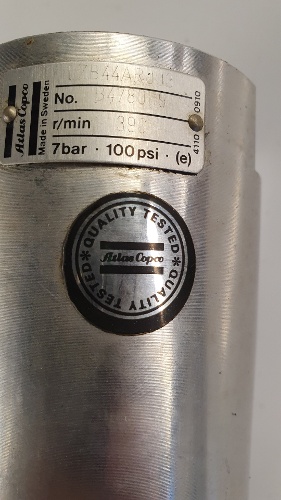 Atlas Copco
Made in Sweden
No.
r/min
7bar · 100psi · (e)
4110 0910
*QUALITY TESTED*
Atlas Copco
QUALITY TESTED